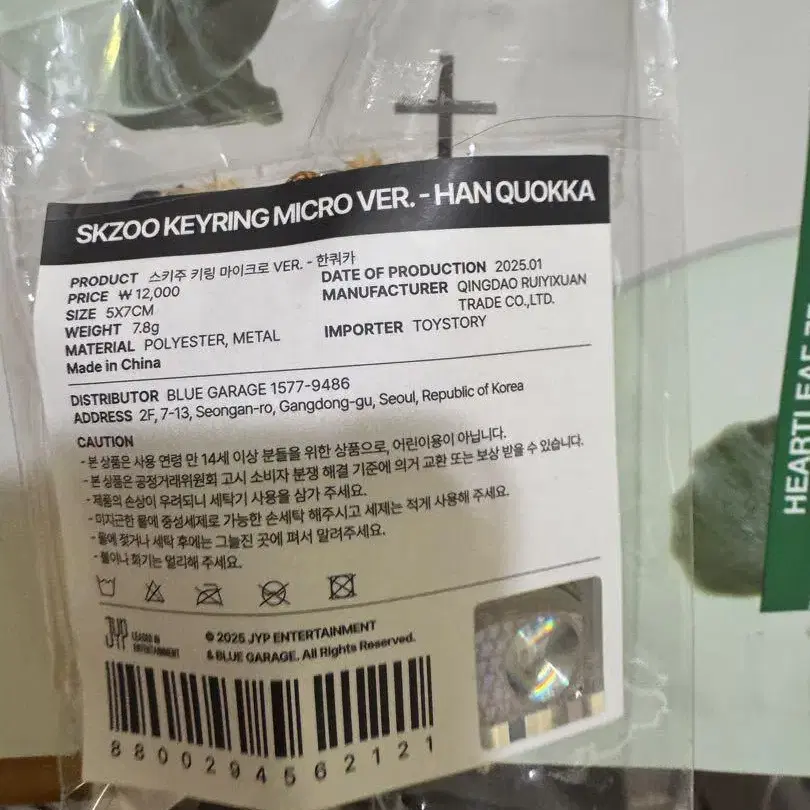 SKZOO KEYRING MICRO VER. - HAN QUOKKA
PRODUCT 스키주 키링 마이크로 VER. - 한쿼카
PRICE ₩ 12,000
SIZE 5X7CM
WEIGHT 7.8g
MATERIAL POLYESTER, METAL
Made in China
DATE OF PRODUCTION 2025.01
MANUFACTURER QINGDAO RUIYIXUAN
TRADE CO.,LTD.
IMPORTER TOYSTORY
DISTRIBUTOR BLUE GARAGE 1577-9486
ADDRESS 2F, 7-13, Seongan-ro, Gangdong-gu, Seoul, Republic of Korea
CAUTION
- 본 상품은 사용 연령 만 14세 이상 분들을 위한 상품으로, 어린이용이 아닙니다.
- 본 상품은 공정거래위원회 고시 소비자 분쟁 해결 기준에 의거 교환 또는 보상 받을 수 있습니다.
- 제품의 손상이 우려되니 세탁기 사용을 삼가 주세요.
- 미지근한 물에 중성세제로 가능한 손세탁 해주시고 세제는 적게 사용해 주세요.
- 물에 젖거나 세탁 후에는 그늘진 곳에 펴서 말려주세요.
- 불이나 화기는 멀리해 주세요.
JYP LEADER IN
ENTERTAINMENT
© 2025 JYP ENTERTAINMENT
& BLUE GARAGE. All Rights Reserved.
8800294562121
HEARTLEAF